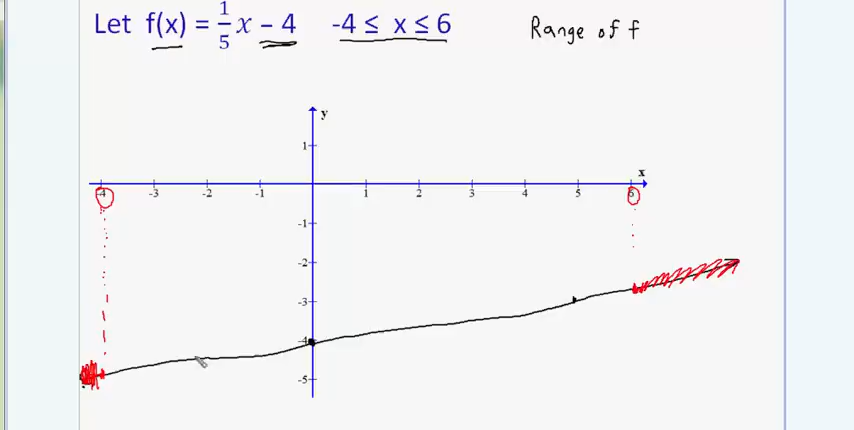 Let f(x) = 1/5 x – 4   -4 ≤ x ≤ 6   Range of f
y
1
x
-4 -3 -2 -1 1 2 3 4 5 6
-1
-2
-3
-4
-5